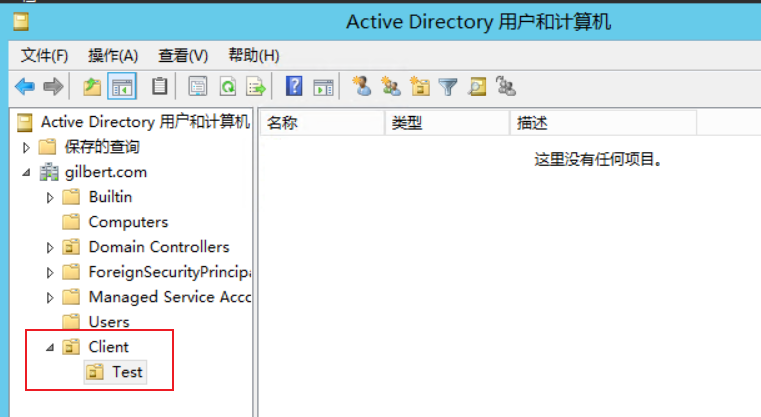 Active Directory 用户和计算机
文件(F) 操作(A) 查看(V) 帮助(H)
Active Directory 用户和计算机
名称 类型 描述
保存的查询
这里没有任何项目。
gilbert.com
Builtin
Computers
Domain Controllers
ForeignSecurityPrincipa
Managed Service Acco
Users
Client
Test